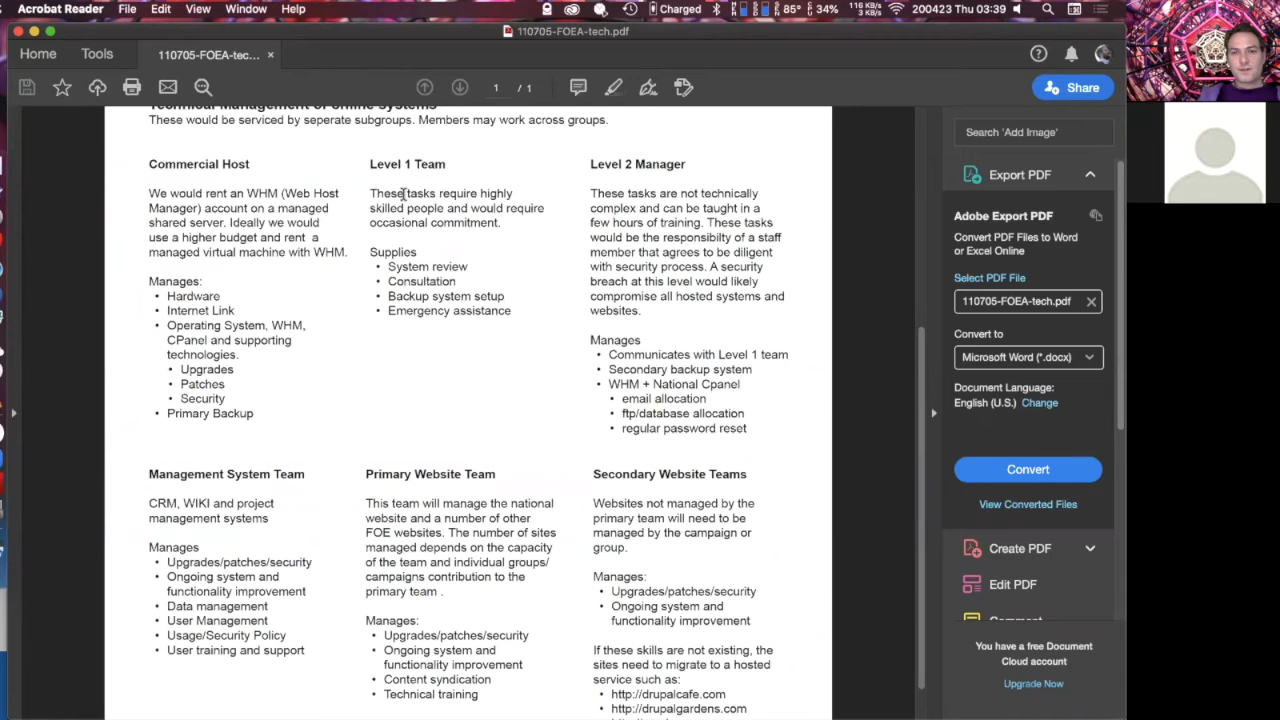 Acrobat Reader File Edit View Window Help
Charged 85° 34% 116 KB/s 3 KB/s 200423 Thu 03:39
110705-FOEA-tech.pdf
Home Tools 110705-FOEA-tec... ×
1 / 1
Share
Technical Management of online systems
These would be serviced by seperate subgroups. Members may work across groups.
Commercial Host
We would rent an WHM (Web Host
Manager) account on a managed
shared server. Ideally we would
use a higher budget and rent a
managed virtual machine with WHM.
Manages:
• Hardware
• Internet Link
• Operating System, WHM,
CPanel and supporting
technologies.
• Upgrades
• Patches
• Security
• Primary Backup
Level 1 Team
These tasks require highly
skilled people and would require
occasional commitment.
Supplies
• System review
• Consultation
• Backup system setup
• Emergency assistance
Level 2 Manager
These tasks are not technically
complex and can be taught in a
few hours of training. These tasks
would be the responsibilty of a staff
member that agrees to be diligent
with security process. A security
breach at this level would likely
compromise all hosted systems and
websites.
Manages
• Communicates with Level 1 team
• Secondary backup system
• WHM + National Cpanel
• email allocation
• ftp/database allocation
• regular password reset
Management System Team
CRM, WIKI and project
management systems
Manages
• Upgrades/patches/security
• Ongoing system and
functionality improvement
• Data management
• User Management
• Usage/Security Policy
• User training and support
Primary Website Team
This team will manage the national
website and a number of other
FOE websites. The number of sites
managed depends on the capacity
of the team and individual groups/
campaigns contribution to the
primary team .
Manages:
• Upgrades/patches/security
• Ongoing system and
functionality improvement
• Content syndication
• Technical training
Secondary Website Teams
Websites not managed by the
primary team will need to be
managed by the campaign or
group.
Manages:
• Upgrades/patches/security
• Ongoing system and
functionality improvement
If these skills are not existing, the
sites need to migrate to a hosted
service such as:
• http://drupalcafe.com
• http://drupalgardens.com
Search 'Add Image'
Export PDF
Adobe Export PDF
Convert PDF Files to Word
or Excel Online
Select PDF File
110705-FOEA-tech.pdf
Convert to
Microsoft Word (*.docx)
Document Language:
English (U.S.) Change
Convert
View Converted Files
Create PDF
Edit PDF
Comment
You have a free Document
Cloud account
Upgrade Now